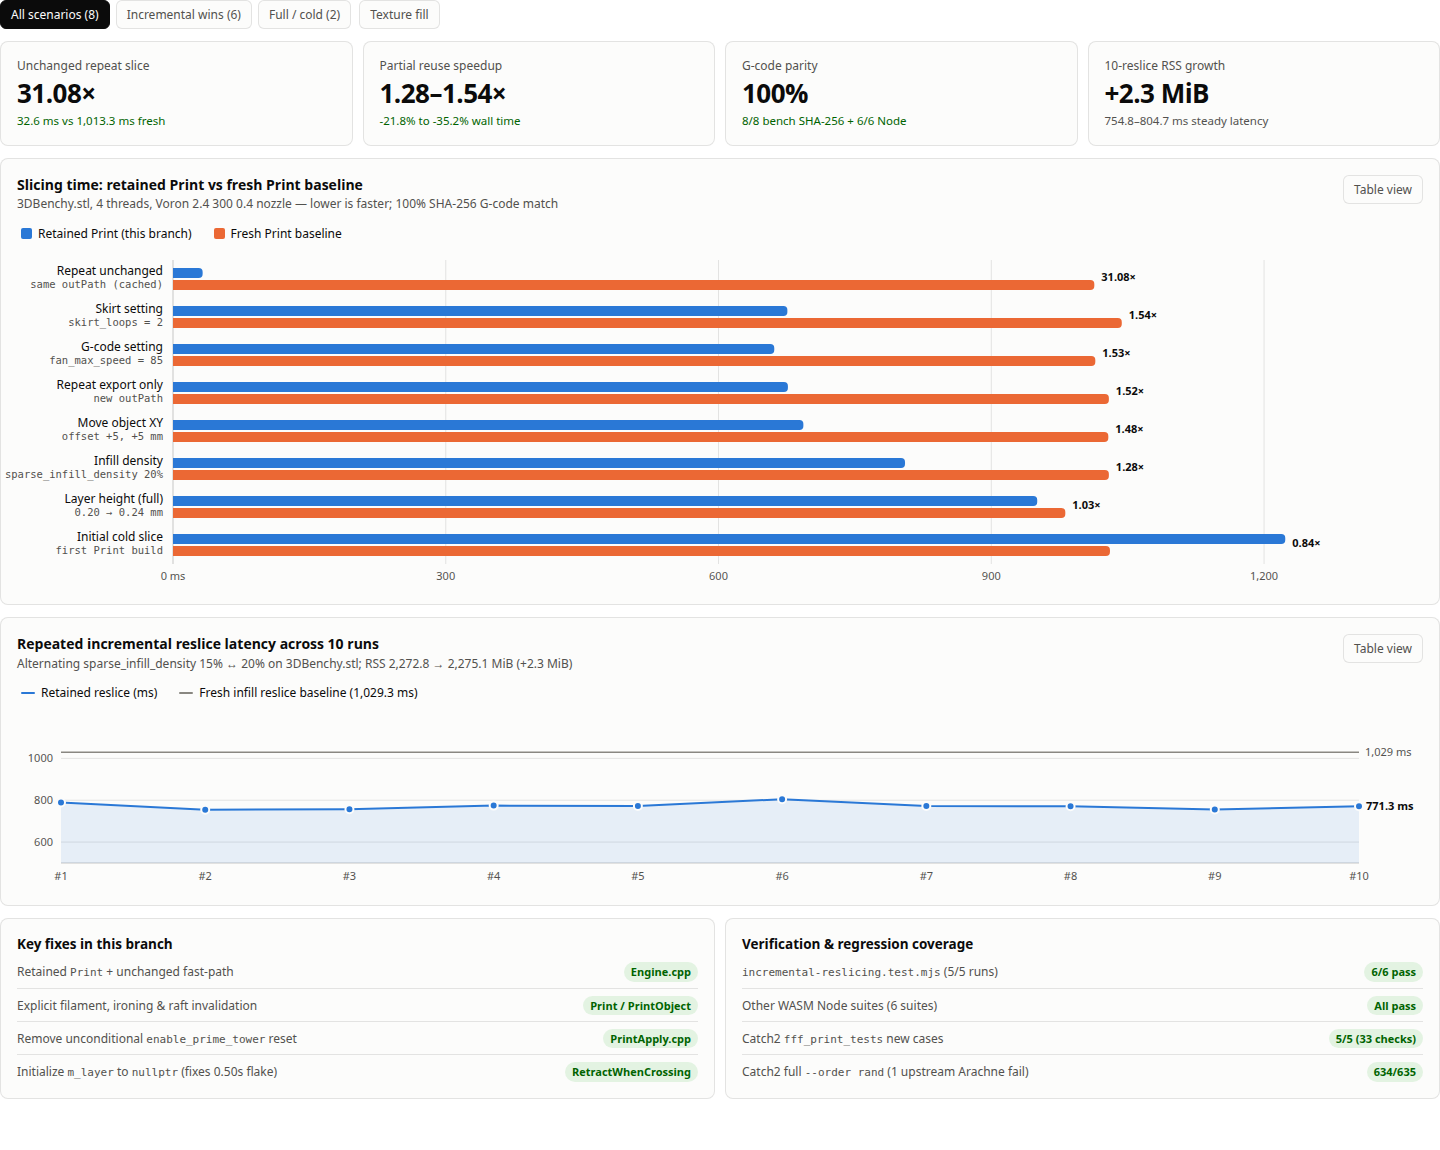 All scenarios (8)
Incremental wins (6)
Full / cold (2)
Texture fill
Unchanged repeat slice
31.08×
32.6 ms vs 1,013.3 ms fresh
Partial reuse speedup
1.28–1.54×
-21.8% to -35.2% wall time
G-code parity
100%
8/8 bench SHA-256 + 6/6 Node
10-reslice RSS growth
+2.3 MiB
754.8–804.7 ms steady latency
Slicing time: retained Print vs fresh Print baseline
3DBenchy.stl, 4 threads, Voron 2.4 300 0.4 nozzle — lower is faster; 100% SHA-256 G-code match
Table view
Retained Print (this branch)
Fresh Print baseline
Repeat unchanged
same outPath (cached)
31.08×
Skirt setting
skirt_loops = 2
1.54×
G-code setting
fan_max_speed = 85
1.53×
Repeat export only
new outPath
1.52×
Move object XY
offset +5, +5 mm
1.48×
Infill density
sparse_infill_density 20%
1.28×
Layer height (full)
0.20 → 0.24 mm
1.03×
Initial cold slice
first Print build
0.84×
0 ms
300
600
900
1,200
Repeated incremental reslice latency across 10 runs
Alternating sparse_infill_density 15% ↔ 20% on 3DBenchy.stl; RSS 2,272.8 → 2,275.1 MiB (+2.3 MiB)
Table view
Retained reslice (ms)
Fresh infill reslice baseline (1,029.3 ms)
1000
800
600
1,029 ms
771.3 ms
#1
#2
#3
#4
#5
#6
#7
#8
#9
#10
Key fixes in this branch
Retained Print + unchanged fast-path
Engine.cpp
Explicit filament, ironing & raft invalidation
Print / PrintObject
Remove unconditional enable_prime_tower reset
PrintApply.cpp
Initialize m_layer to nullptr (fixes 0.50s flake)
RetractWhenCrossing
Verification & regression coverage
incremental-reslicing.test.mjs (5/5 runs)
6/6 pass
Other WASM Node suites (6 suites)
All pass
Catch2 fff_print_tests new cases
5/5 (33 checks)
Catch2 full --order rand (1 upstream Arachne fail)
634/635